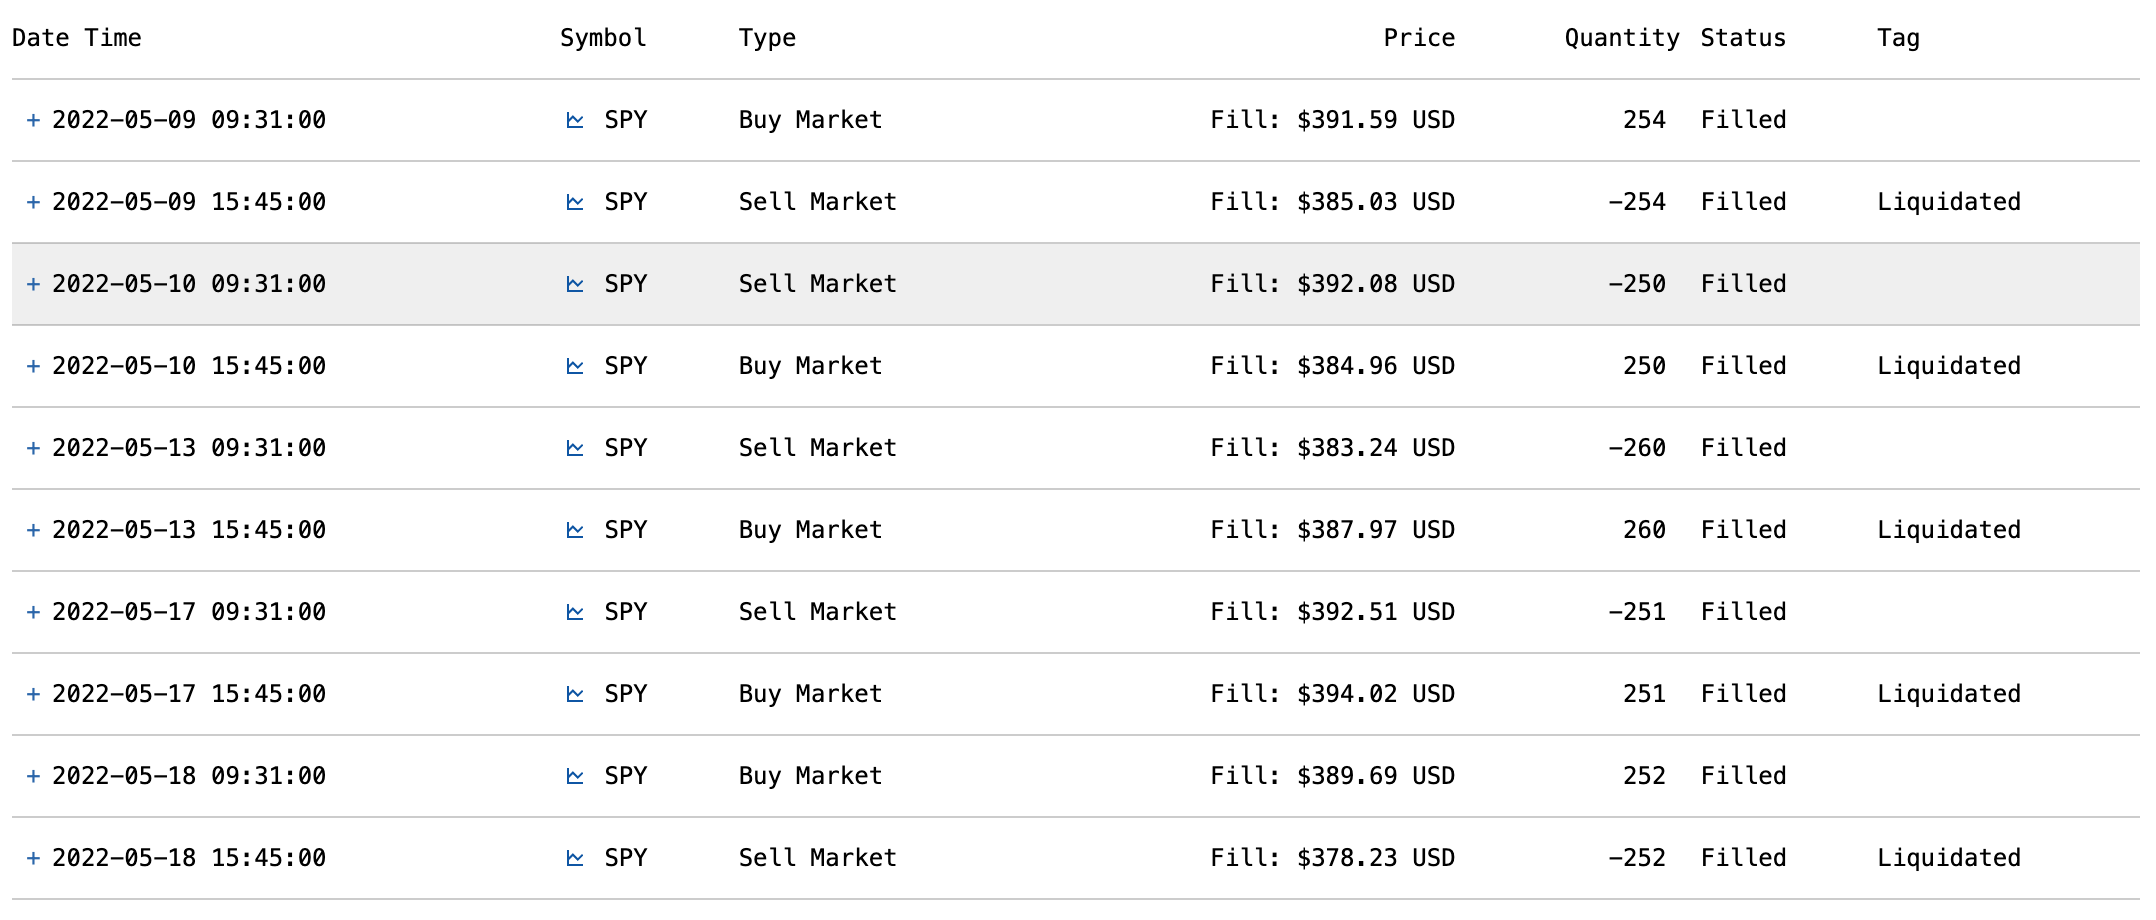 Date Time Symbol Type Price Quantity Status Tag
+ 2022-05-09 09:31:00 SPY Buy Market Fill: $391.59 USD 254 Filled
+ 2022-05-09 15:45:00 SPY Sell Market Fill: $385.03 USD -254 Filled Liquidated
+ 2022-05-10 09:31:00 SPY Sell Market Fill: $392.08 USD -250 Filled
+ 2022-05-10 15:45:00 SPY Buy Market Fill: $384.96 USD 250 Filled Liquidated
+ 2022-05-13 09:31:00 SPY Sell Market Fill: $383.24 USD -260 Filled
+ 2022-05-13 15:45:00 SPY Buy Market Fill: $387.97 USD 260 Filled Liquidated
+ 2022-05-17 09:31:00 SPY Sell Market Fill: $392.51 USD -251 Filled
+ 2022-05-17 15:45:00 SPY Buy Market Fill: $394.02 USD 251 Filled Liquidated
+ 2022-05-18 09:31:00 SPY Buy Market Fill: $389.69 USD 252 Filled
+ 2022-05-18 15:45:00 SPY Sell Market Fill: $378.23 USD -252 Filled Liquidated